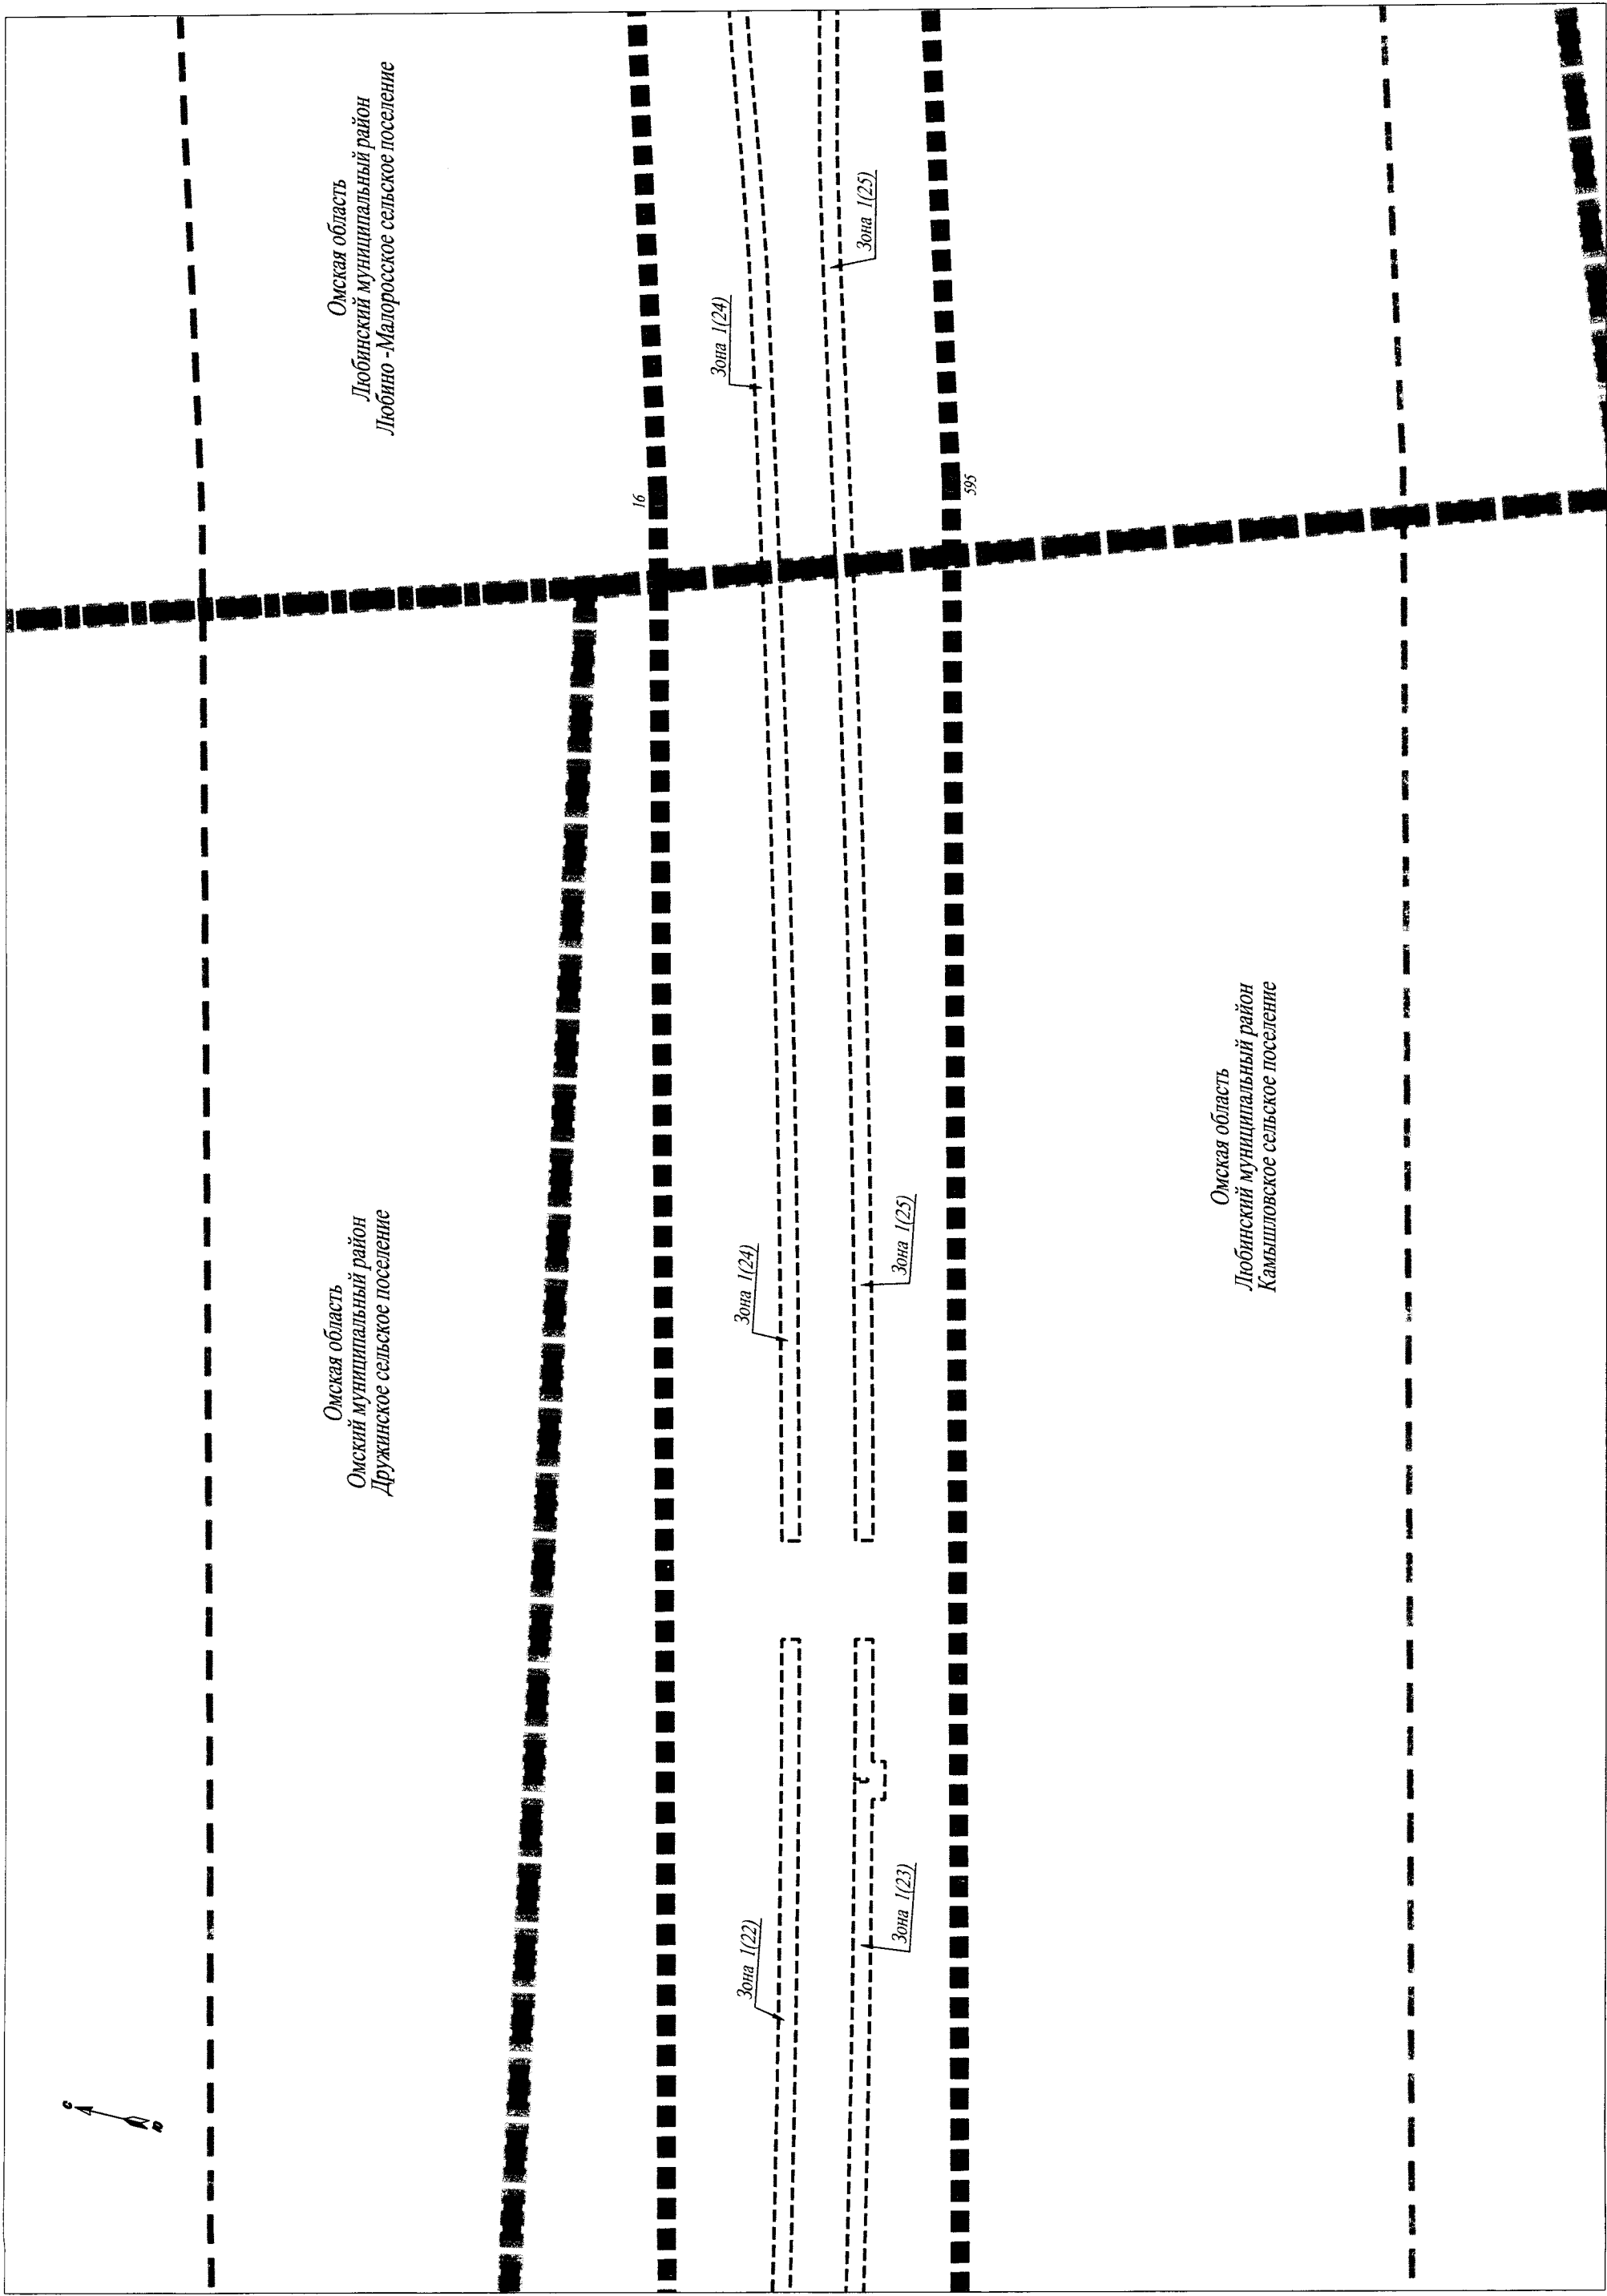 Омская область
Любинский муниципальный район
Любино -Малоросское сельское поселение
Омская область
Омский муниципальный район
Дружинское сельское поселение
16
Зона 1(24)
Зона 1(25)
595
Зона 1(24)
Зона 1(25)
Зона 1(22)
Зона 1(23)
Омская область
Любинский муниципальный район
Камышловское сельское поселение
С
Ю